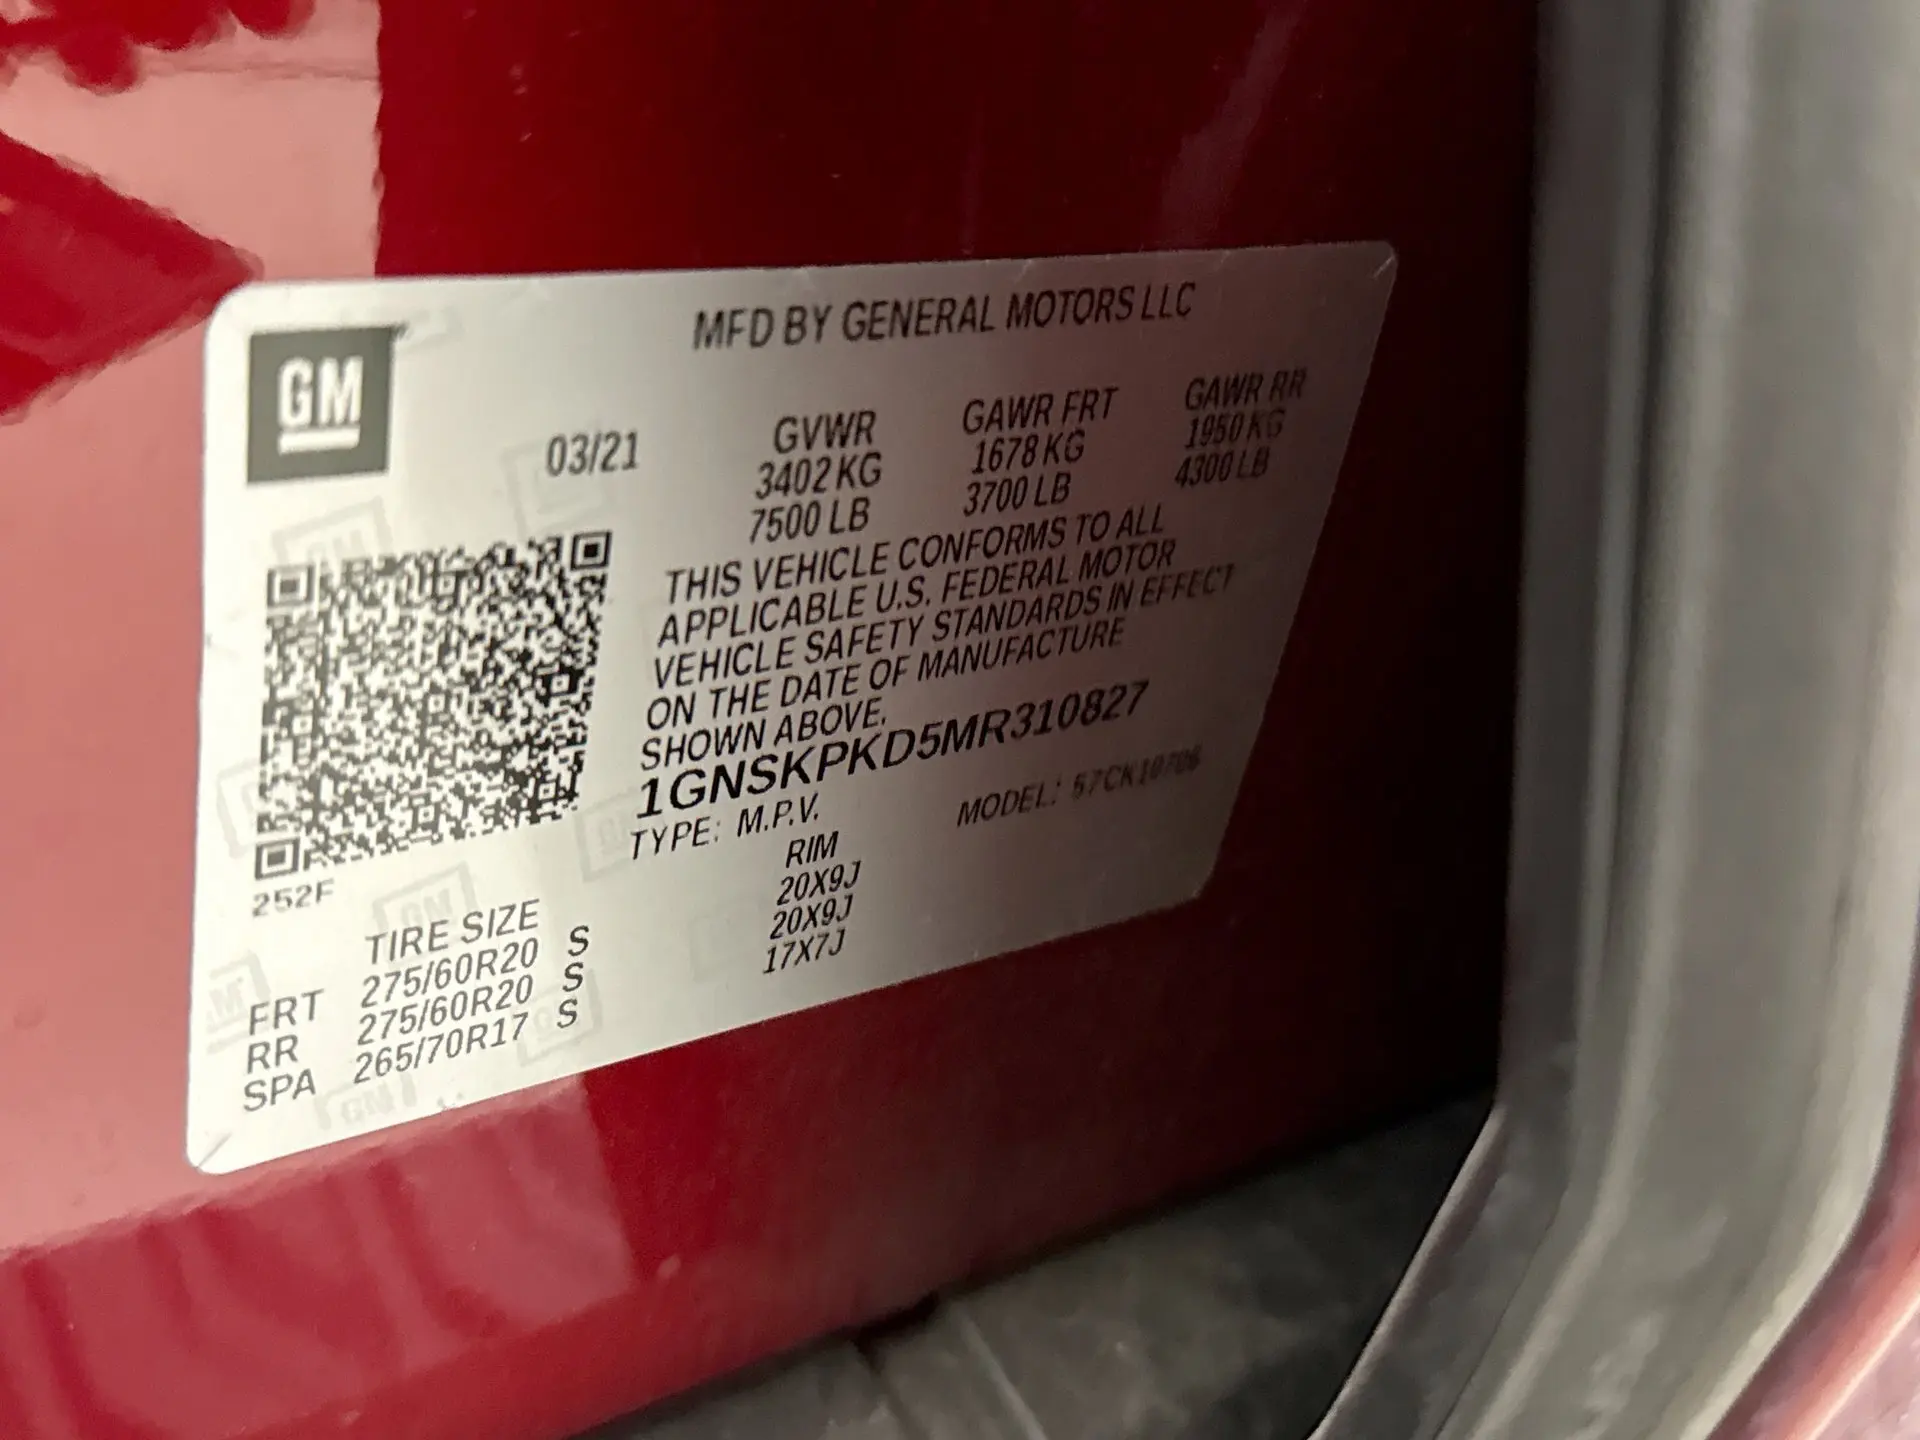 MFD BY GENERAL MOTORS LLC
GM
03/21
GVWR GAWR FRT GAWR RR
3402 KG 1678 KG 1950 KG
7500 LB 3700 LB 4300 LB
THIS VEHICLE CONFORMS TO ALL
APPLICABLE U.S. FEDERAL MOTOR
VEHICLE SAFETY STANDARDS IN EFFECT
ON THE DATE OF MANUFACTURE
SHOWN ABOVE.
1GNSKPKD5MR310827
TYPE: M.P.V. MODEL: 57CK10706
252F
TIRE SIZE RIM
FRT 275/60R20 S 20X9J
RR 275/60R20 S 20X9J
SPA 265/70R17 S 17X7J